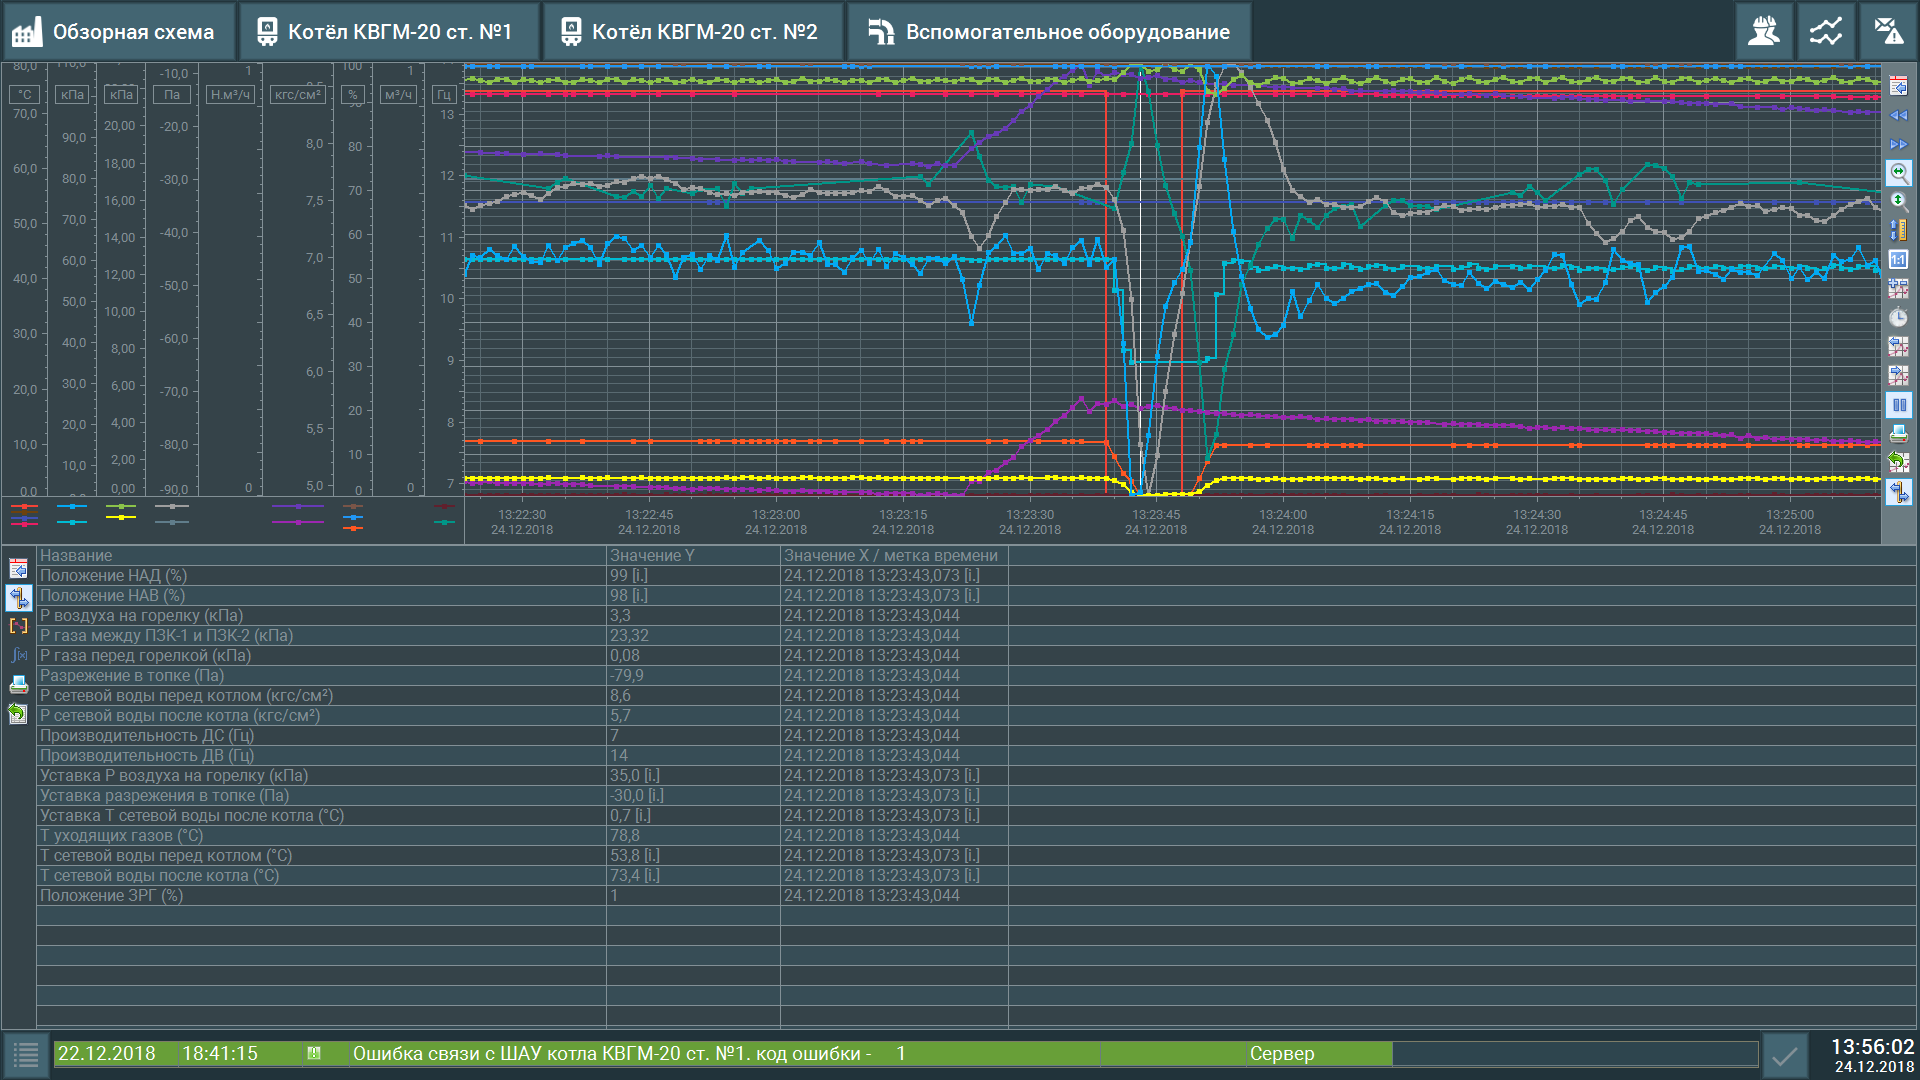 Обзорная схема
Котёл КВГМ-20 ст. №1
Котёл КВГМ-20 ст. №2
Вспомогательное оборудование
°C кПа кПа Па Н.м³/ч кгс/см² % м³/ч Гц
80,0
70,0
60,0
50,0
40,0
30,0
20,0
10,0
0,0
110,0
90,0
80,0
70,0
60,0
50,0
40,0
30,0
20,0
10,0
0,0
20,00
18,00
16,00
14,00
12,00
10,00
8,00
6,00
4,00
2,00
0,00
-10,0
-20,0
-30,0
-40,0
-50,0
-60,0
-70,0
-80,0
-90,0
1
0
8,5
8,0
7,5
7,0
6,5
6,0
5,5
5,0
100
90
80
70
60
50
40
30
20
10
0
1
0
13
12
11
10
9
8
7
13:22:30 13:22:45 13:23:00 13:23:15 13:23:30 13:23:45 13:24:00 13:24:15 13:24:30 13:24:45 13:25:00
24.12.2018 24.12.2018 24.12.2018 24.12.2018 24.12.2018 24.12.2018 24.12.2018 24.12.2018 24.12.2018 24.12.2018 24.12.2018
1:1
Название Значение Y Значение X / метка времени
Положение НАД (%) 99 [i.] 24.12.2018 13:23:43,073 [i.]
Положение НАВ (%) 98 [i.] 24.12.2018 13:23:43,073 [i.]
Р воздуха на горелку (кПа) 3,3 24.12.2018 13:23:43,044
Р газа между ПЗК-1 и ПЗК-2 (кПа) 23,32 24.12.2018 13:23:43,044
Р газа перед горелкой (кПа) 0,08 24.12.2018 13:23:43,044
Разрежение в топке (Па) -79,9 24.12.2018 13:23:43,044
Р сетевой воды перед котлом (кгс/см²) 8,6 24.12.2018 13:23:43,044
Р сетевой воды после котла (кгс/см²) 5,7 24.12.2018 13:23:43,044
Производительность ДС (Гц) 7 24.12.2018 13:23:43,044
Производительность ДВ (Гц) 14 24.12.2018 13:23:43,044
Уставка Р воздуха на горелку (кПа) 35,0 [i.] 24.12.2018 13:23:43,073 [i.]
Уставка разрежения в топке (Па) -30,0 [i.] 24.12.2018 13:23:43,073 [i.]
Уставка Т сетевой воды после котла (°C) 0,7 [i.] 24.12.2018 13:23:43,073 [i.]
Т уходящих газов (°C) 78,8 24.12.2018 13:23:43,044
Т сетевой воды перед котлом (°C) 53,8 [i.] 24.12.2018 13:23:43,073 [i.]
Т сетевой воды после котла (°C) 73,4 [i.] 24.12.2018 13:23:43,073 [i.]
Положение ЗРГ (%) 1 24.12.2018 13:23:43,044
22.12.2018 18:41:15 Ошибка связи с ШАУ котла КВГМ-20 ст. №1. код ошибки - 1 Сервер
13:56:02
24.12.2018